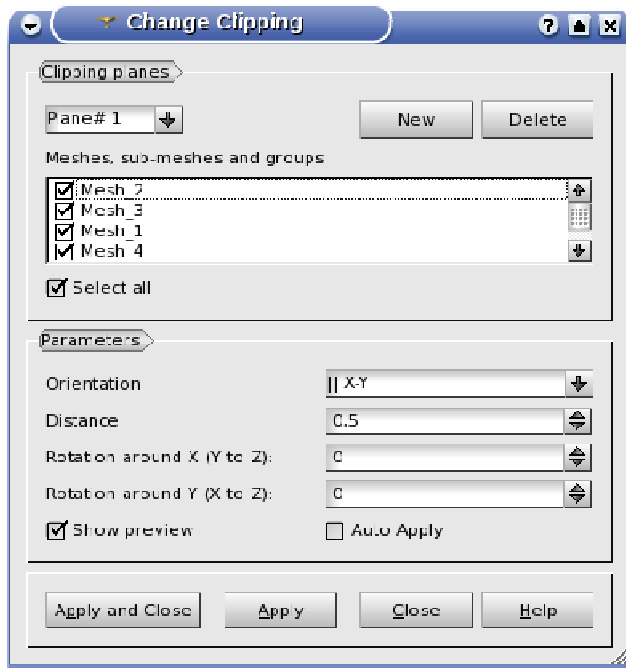 Change Clipping
Clipping planes
Plane# 1
New
Delete
Meshes, sub-meshes and groups
Mesh_2
Mesh_3
Mesh_1
Mesh_4
Select all
Parameters
Orientation
|| X-Y
Distance
0.5
Rotation around X (Y to Z):
0
Rotation around Y (X to Z):
0
Show preview
Auto Apply
Apply and Close
Apply
Close
Help